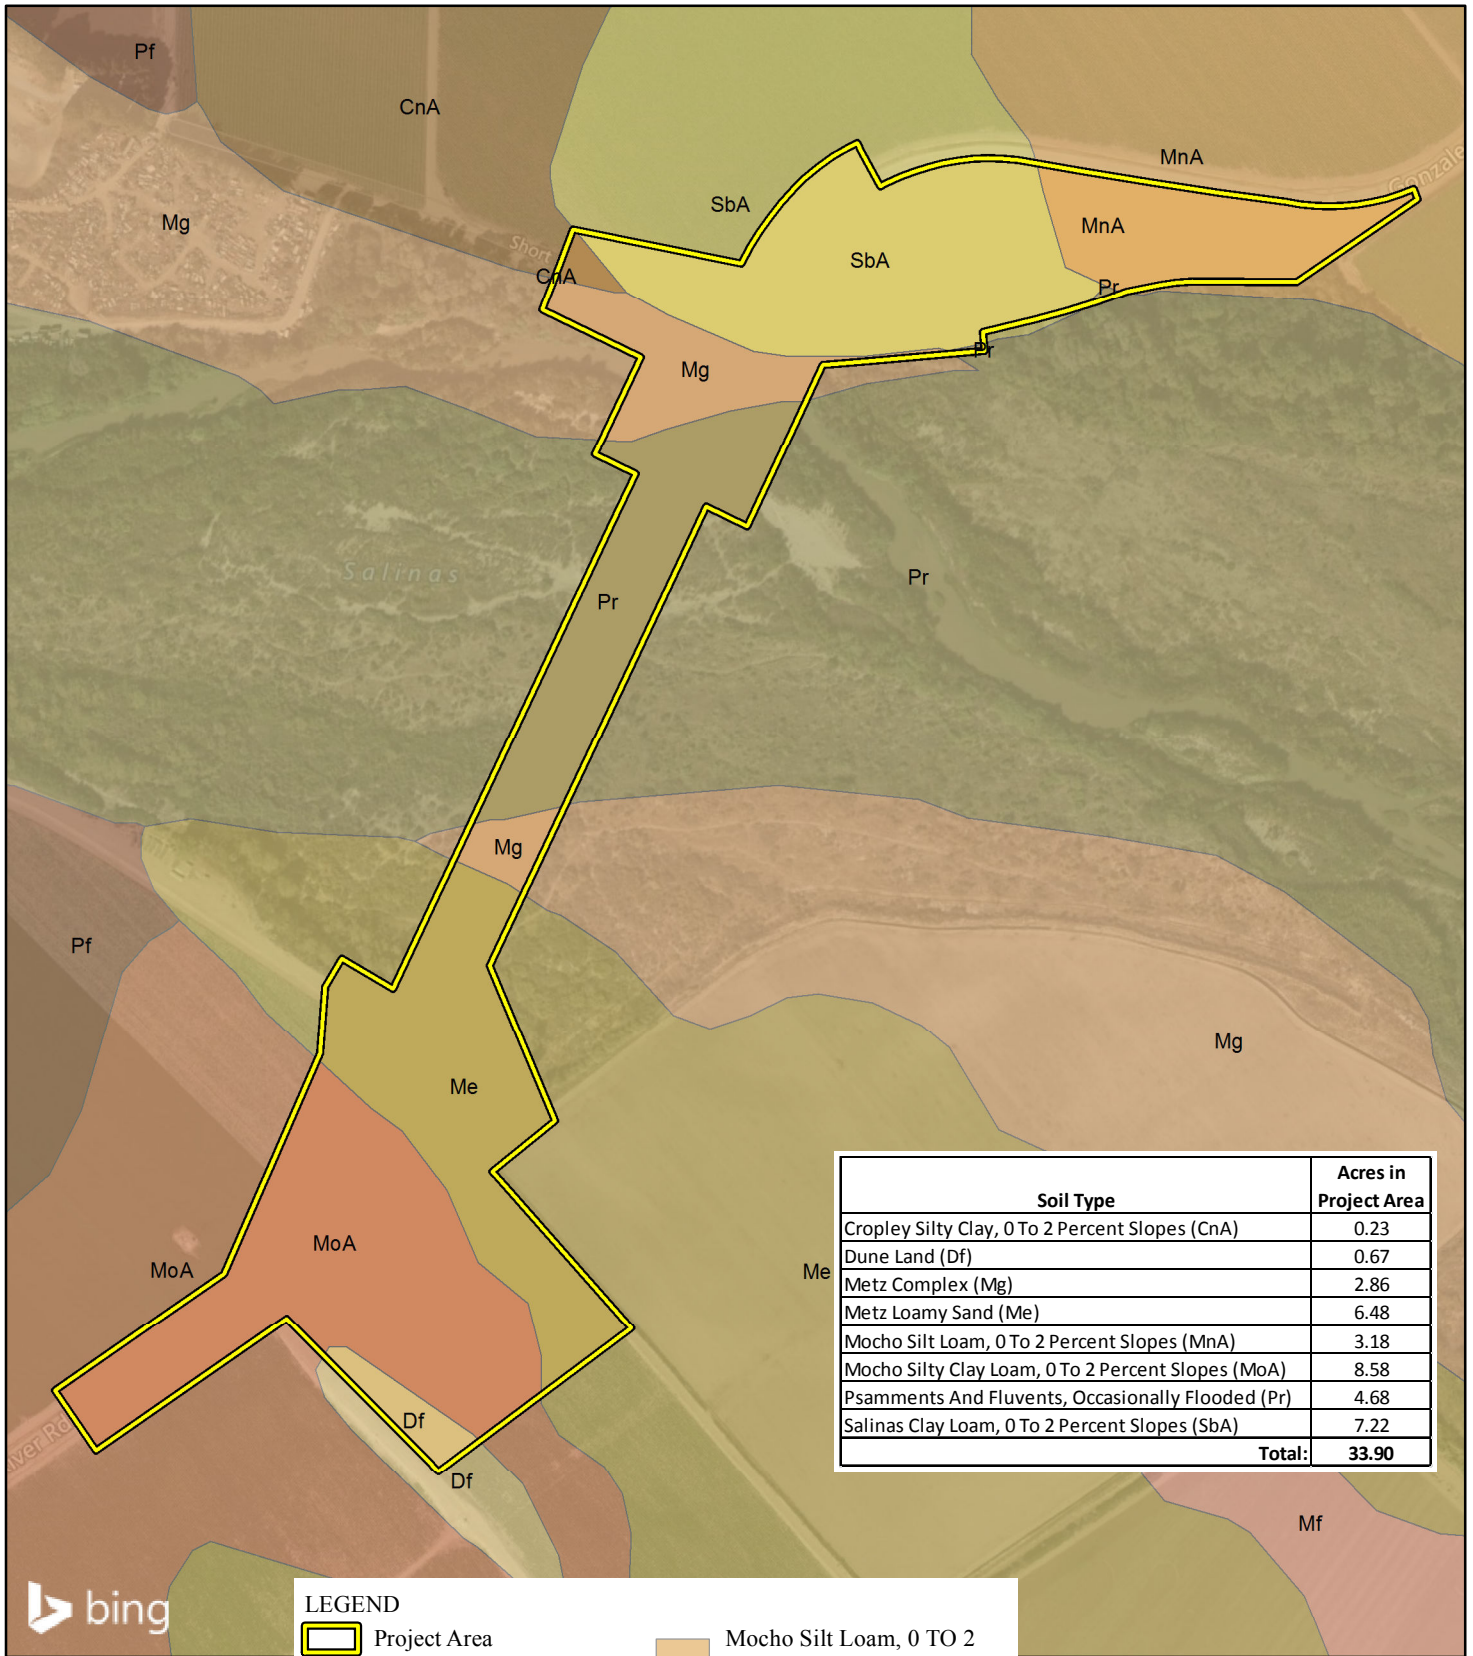 Pf
CnA
MnA
Gonzale
SbA
Mg
MnA
Short
SbA
CnA
Pr
Pr
Mg
Salinas
Pr
Pr
Mg
Pf
Mg
Me
MoA
MoA
Me
Soil Type Acres in Project Area
Cropley Silty Clay, 0 To 2 Percent Slopes (CnA) 0.23
Dune Land (Df) 0.67
Metz Complex (Mg) 2.86
Metz Loamy Sand (Me) 6.48
Mocho Silt Loam, 0 To 2 Percent Slopes (MnA) 3.18
Mocho Silty Clay Loam, 0 To 2 Percent Slopes (MoA) 8.58
Psamments And Fluvents, Occasionally Flooded (Pr) 4.68
Salinas Clay Loam, 0 To 2 Percent Slopes (SbA) 7.22
Total: 33.90
Df
iver Rd
Df
Mf
bing
LEGEND
Project Area
Mocho Silt Loam, 0 TO 2